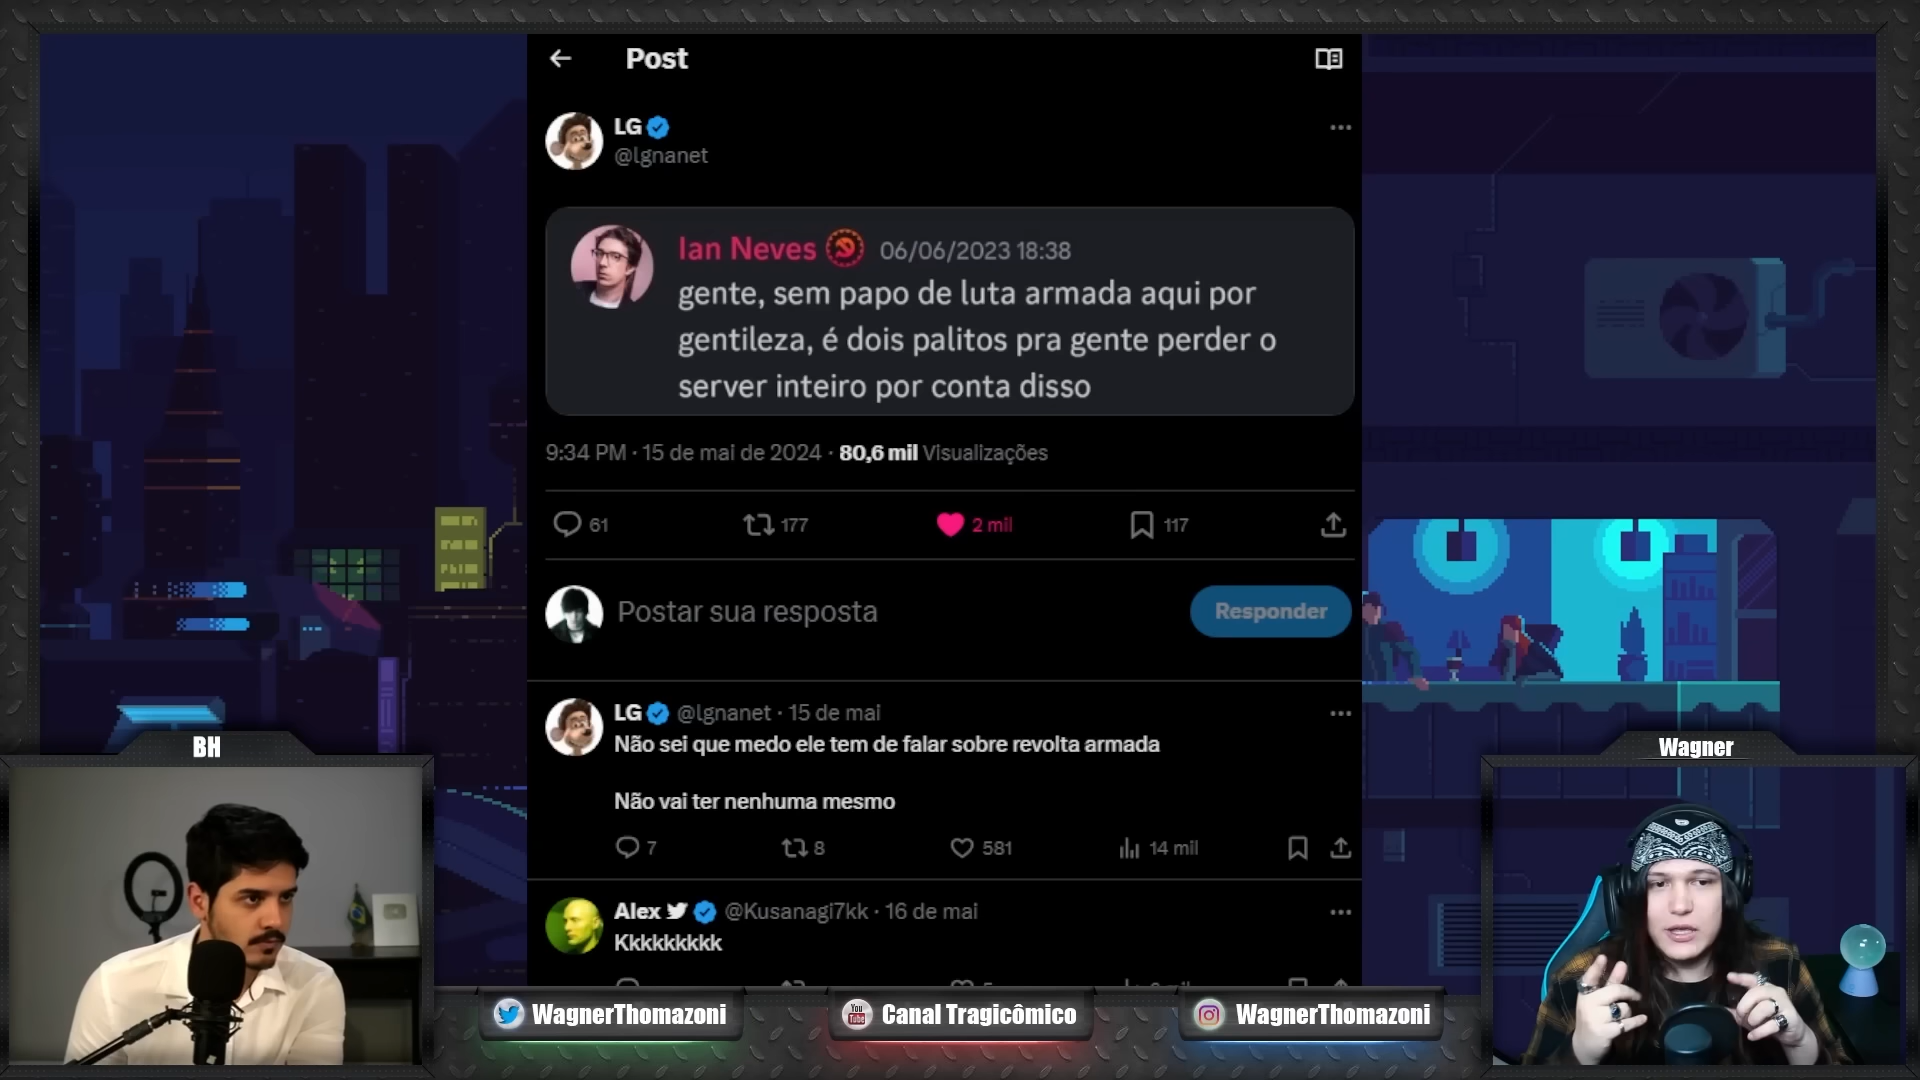 Post
LG
@lgnanet
Ian Neves 06/06/2023 18:38
gente, sem papo de luta armada aqui por
gentileza, é dois palitos pra gente perder o
server inteiro por conta disso
9:34 PM · 15 de mai de 2024 · 80,6 mil Visualizações
61 177 2 mil 117
Postar sua resposta
Responder
LG @lgnanet · 15 de mai
Não sei que medo ele tem de falar sobre revolta armada
Não vai ter nenhuma mesmo
7 8 581 14 mil
Alex @Kusanagi7kk · 16 de mai
Kkkkkkkkk
BH
Wagner
WagnerThomazoni
You Tube
Canal Tragicômico
WagnerThomazoni